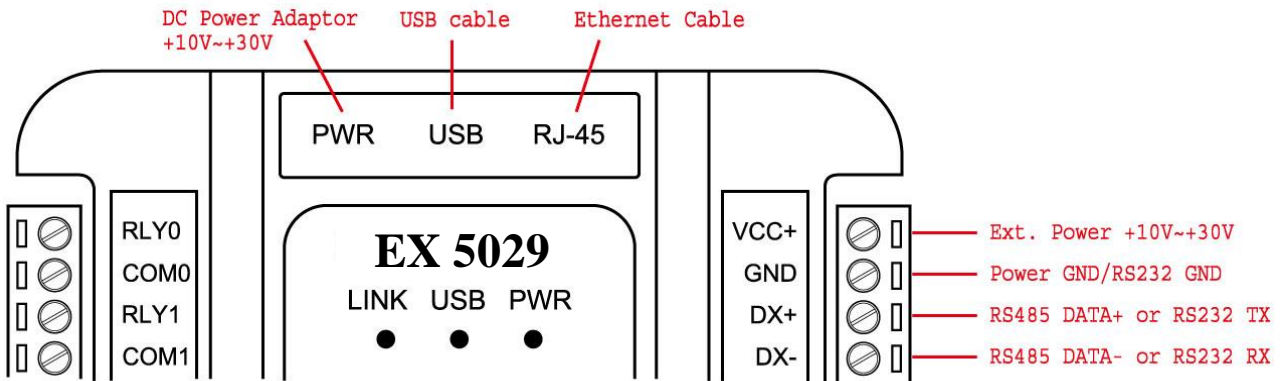 DC Power Adaptor USB cable Ethernet Cable
+10V~+30V
PWR USB RJ-45
RLY0 EX 5029 VCC+ Ext. Power +10V~+30V
COM0 GND Power GND/RS232 GND
LINK USB PWR
RLY1 DX+ RS485 DATA+ or RS232 TX
COM1 DX- RS485 DATA- or RS232 RX